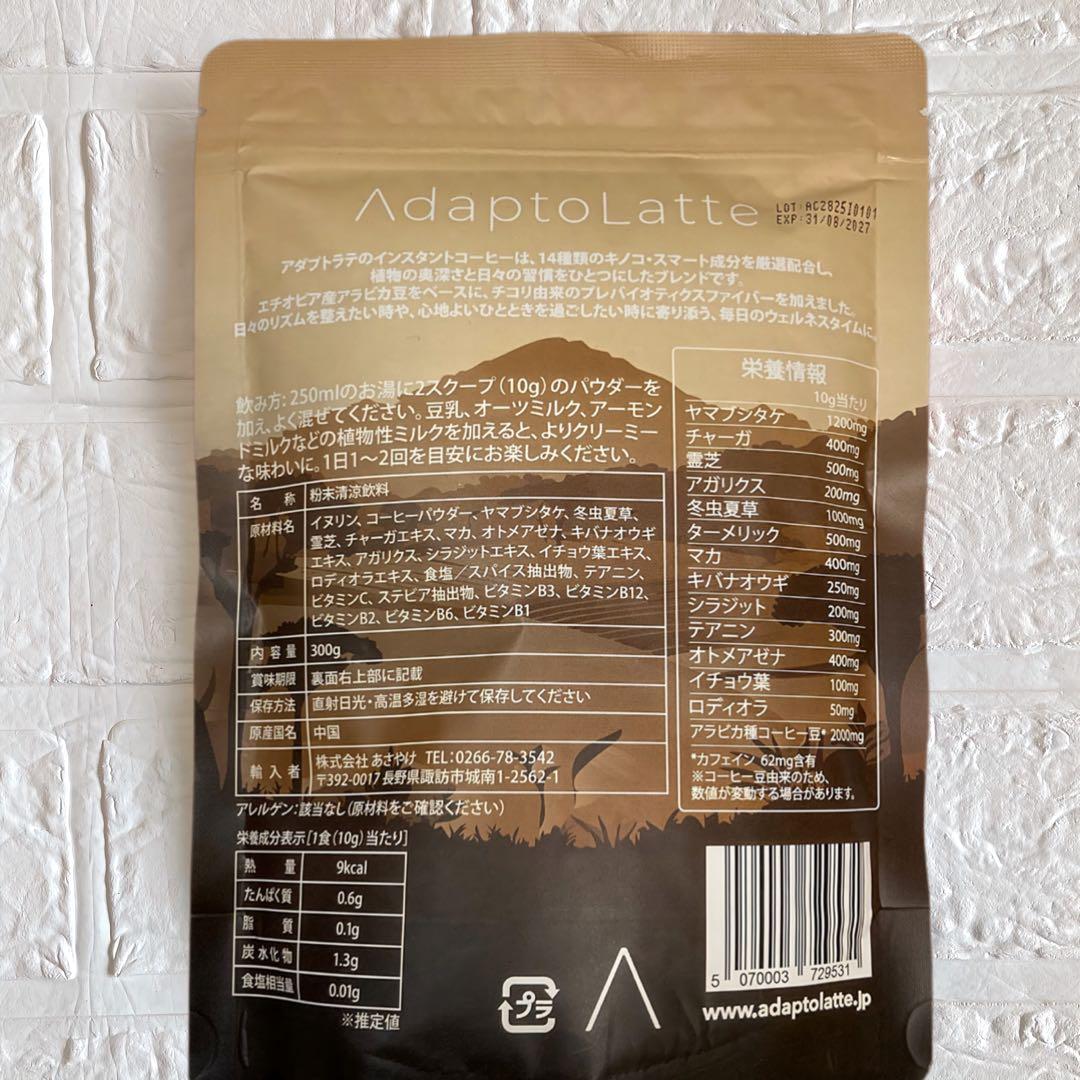 AdaptoLatte
LOT: AC2825I0101
EXP: 31/08/2027
アダプトラテのインスタントコーヒーは、14種類のキノコ・スマート成分を厳選配合し、
植物の奥深さと日々の習慣をひとつにしたブレンドです。
エチオピア産アラビカ豆をベースに、チコリ由来のプレバイオティクスファイバーを加えました。
日々のリズムを整えたい時や、心地よいひとときを過ごしたい時に寄り添う、毎日のウェルネスタイムに。
飲み方: 250mlのお湯に2スクープ（10g）のパウダーを
加え、よく混ぜてください。豆乳、オーツミルク、アーモン
ドミルクなどの植物性ミルクを加えると、よりクリーミー
な味わいに。1日1〜2回を目安にお楽しみください。
名称 粉末清涼飲料
原材料名 イヌリン、コーヒーパウダー、ヤマブシタケ、冬虫夏草、
霊芝、チャーガエキス、マカ、オトメアゼナ、キバナオウギ
エキス、アガリクス、シラジットエキス、イチョウ葉エキス、
ロディオラエキス、食塩／スパイス抽出物、テアニン、
ビタミンC、ステビア抽出物、ビタミンB3、ビタミンB12、
ビタミンB2、ビタミンB6、ビタミンB1
内容量 300g
賞味期限 裏面右上部に記載
保存方法 直射日光・高温多湿を避けて保存してください
原産国名 中国
輸入者 株式会社 あさやけ TEL：0266-78-3542
〒392-0017 長野県諏訪市城南1-2562-1
アレルゲン：該当なし（原材料をご確認ください）
栄養成分表示［1食（10g）当たり］
熱量 9kcal
たんぱく質 0.6g
脂質 0.1g
炭水化物 1.3g
食塩相当量 0.01g
※推定値
栄養情報
10g当たり
ヤマブシタケ 1200mg
チャーガ 400mg
霊芝 500mg
アガリクス 200mg
冬虫夏草 1000mg
ターメリック 500mg
マカ 400mg
キバナオウギ 250mg
シラジット 200mg
テアニン 300mg
オトメアゼナ 400mg
イチョウ葉 100mg
ロディオラ 50mg
アラビカ種コーヒー豆* 2000mg
*カフェイン 62mg含有
※コーヒー豆由来のため、
数値が変動する場合があります。
プラ
5 070003 729531
www.adaptolatte.jp